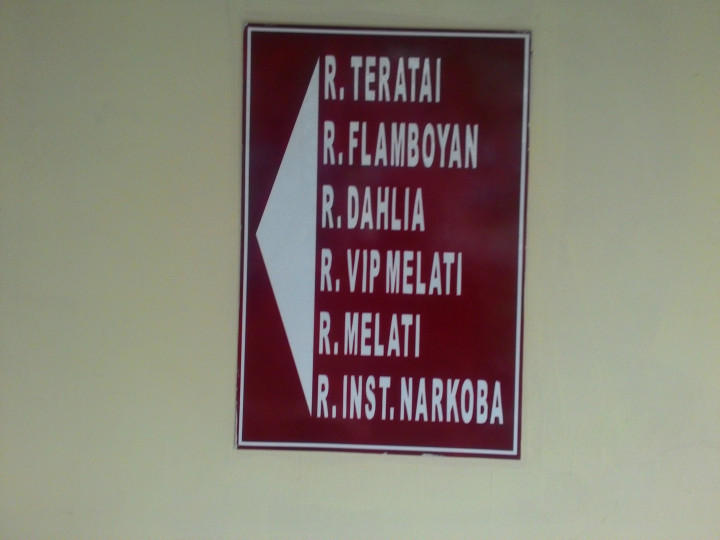 R. TERATAI
R. FLAMBOYAN
R. DAHLIA
R. VIP MELATI
R. MELATI
R. INST. NARKOBA